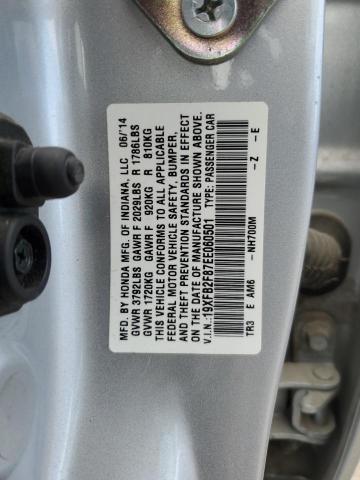 MFD. BY HONDA MFG. OF INDIANA, LLC 06/'14
GVWR 3792LBS GAWR F 2029LBS R 1786LBS
GVWR 1720KG GAWR F 920KG R 810KG
THIS VEHICLE CONFORMS TO ALL APPLICABLE
FEDERAL MOTOR VEHICLE SAFETY, BUMPER,
AND THEFT PREVENTION STANDARDS IN EFFECT
ON THE DATE OF MANUFACTURE SHOWN ABOVE.
V.I.N.:19XFB2F87EE060501 TYPE: PASSENGER CAR
TR3 E AM6 -NH700M -Z -E